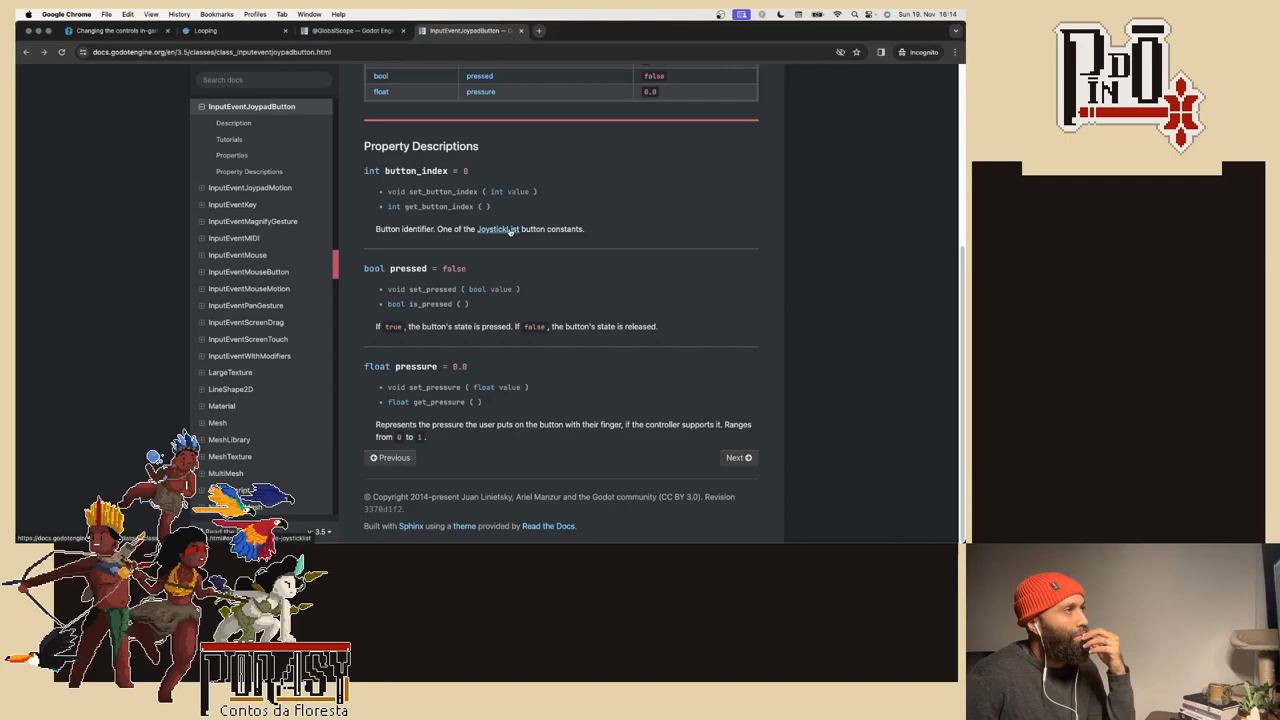 Google Chrome File Edit View History Bookmarks Profiles Tab Window Help
Sun 19. Nov 16:14
Changing the controls in-gam
Looping
@GlobalScope — Godot Engi
InputEventJoypadButton — G
docs.godotengine.org/en/3.5/classes/class_inputeventjoypadbutton.html
Incognito
Search docs
InputEventJoypadButton
Description
Tutorials
Properties
Property Descriptions
InputEventJoypadMotion
InputEventKey
InputEventMagnifyGesture
InputEventMIDI
InputEventMouse
InputEventMouseButton
InputEventMouseMotion
InputEventPanGesture
InputEventScreenDrag
InputEventScreenTouch
InputEventWithModifiers
LargeTexture
LineShape2D
Material
Mesh
MeshLibrary
MeshTexture
MultiMesh
v: 3.5
bool pressed false
float pressure 0.0
Property Descriptions
int button_index = 0
void set_button_index ( int value )
int get_button_index ( )
Button identifier. One of the JoystickList button constants.
bool pressed = false
void set_pressed ( bool value )
bool is_pressed ( )
If true, the button's state is pressed. If false, the button's state is released.
float pressure = 0.0
void set_pressure ( float value )
float get_pressure ( )
Represents the pressure the user puts on the button with their finger, if the controller supports it. Ranges
from 0 to 1.
Previous
Next
© Copyright 2014-present Juan Linietsky, Ariel Manzur and the Godot community (CC BY 3.0). Revision
3370d1f2.
Built with Sphinx using a theme provided by Read the Docs.
PORASY
Contos da floresta